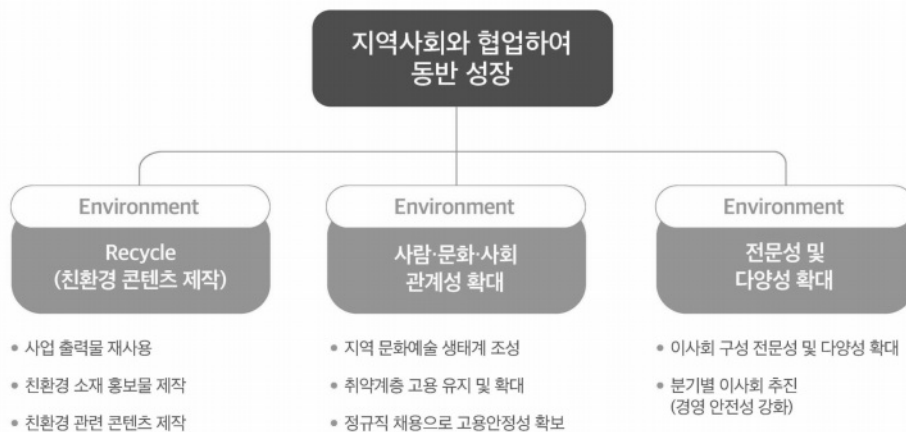 지역사회와 협업하여
동반 성장
Environment
Recycle
(친환경 콘텐츠 제작)
• 사업 출력물 재사용
• 친환경 소재 홍보물 제작
• 친환경 관련 콘텐츠 제작
Environment
사람·문화·사회
관계성 확대
• 지역 문화예술 생태계 조성
• 취약계층 고용 유지 및 확대
• 정규직 채용으로 고용안정성 확보
Environment
전문성 및
다양성 확대
• 이사회 구성 전문성 및 다양성 확대
• 분기별 이사회 추진
(경영 안전성 강화)